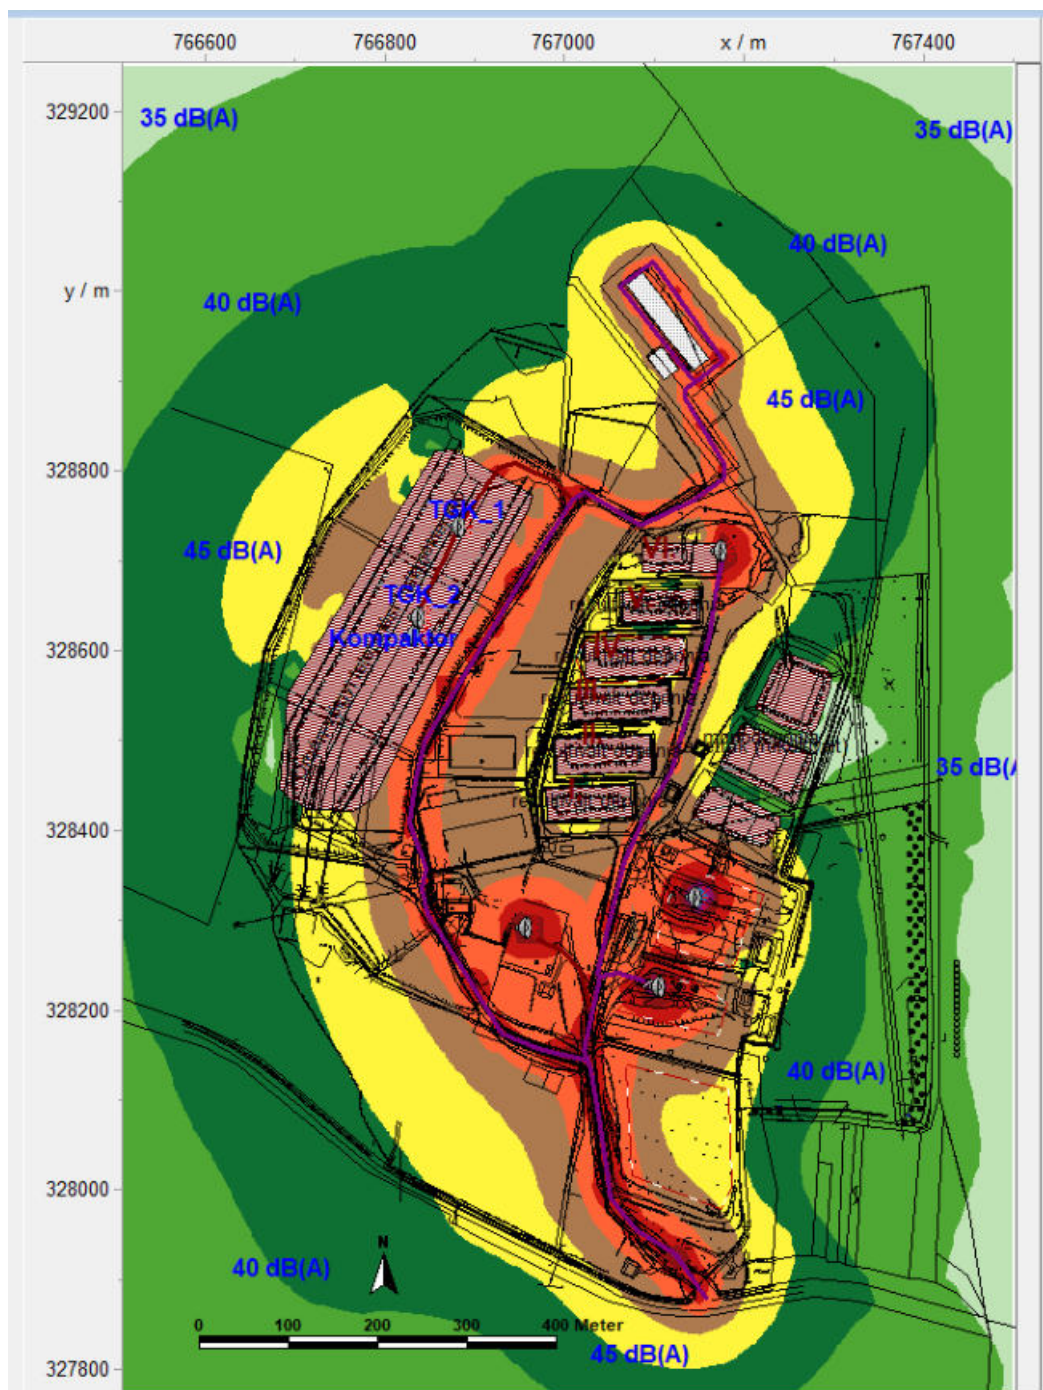 766600 766800 767000 x / m 767400
329200
35 dB(A)
35 dB(A)
40 dB(A)
y / m
40 dB(A)
45 dB(A)
328800
TGK_1
45 dB(A)
VI
TGK_2
V
328600
Kompaktor
IV
III
II
35 dB(A
I
328400
328200
40 dB(A)
328000
N
40 dB(A)
0 100 200 300 400 Meter
45 dB(A)
327800